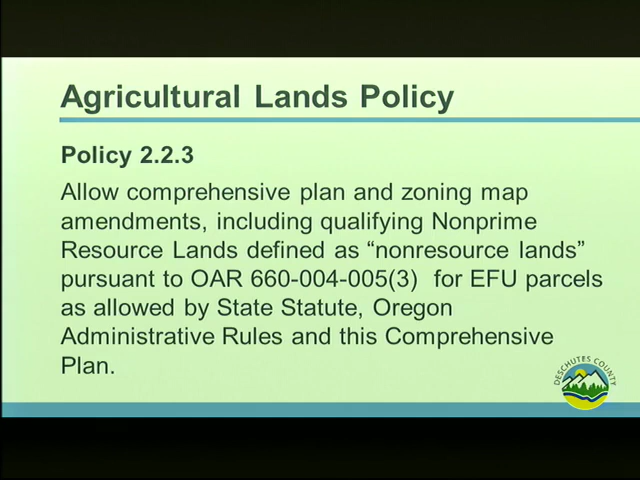 Agricultural Lands Policy
Policy 2.2.3
Allow comprehensive plan and zoning map
amendments, including qualifying Nonprime
Resource Lands defined as “nonresource lands”
pursuant to OAR 660-004-005(3)  for EFU parcels
as allowed by State Statute, Oregon
Administrative Rules and this Comprehensive
Plan.
DESCHUTES COUNTY